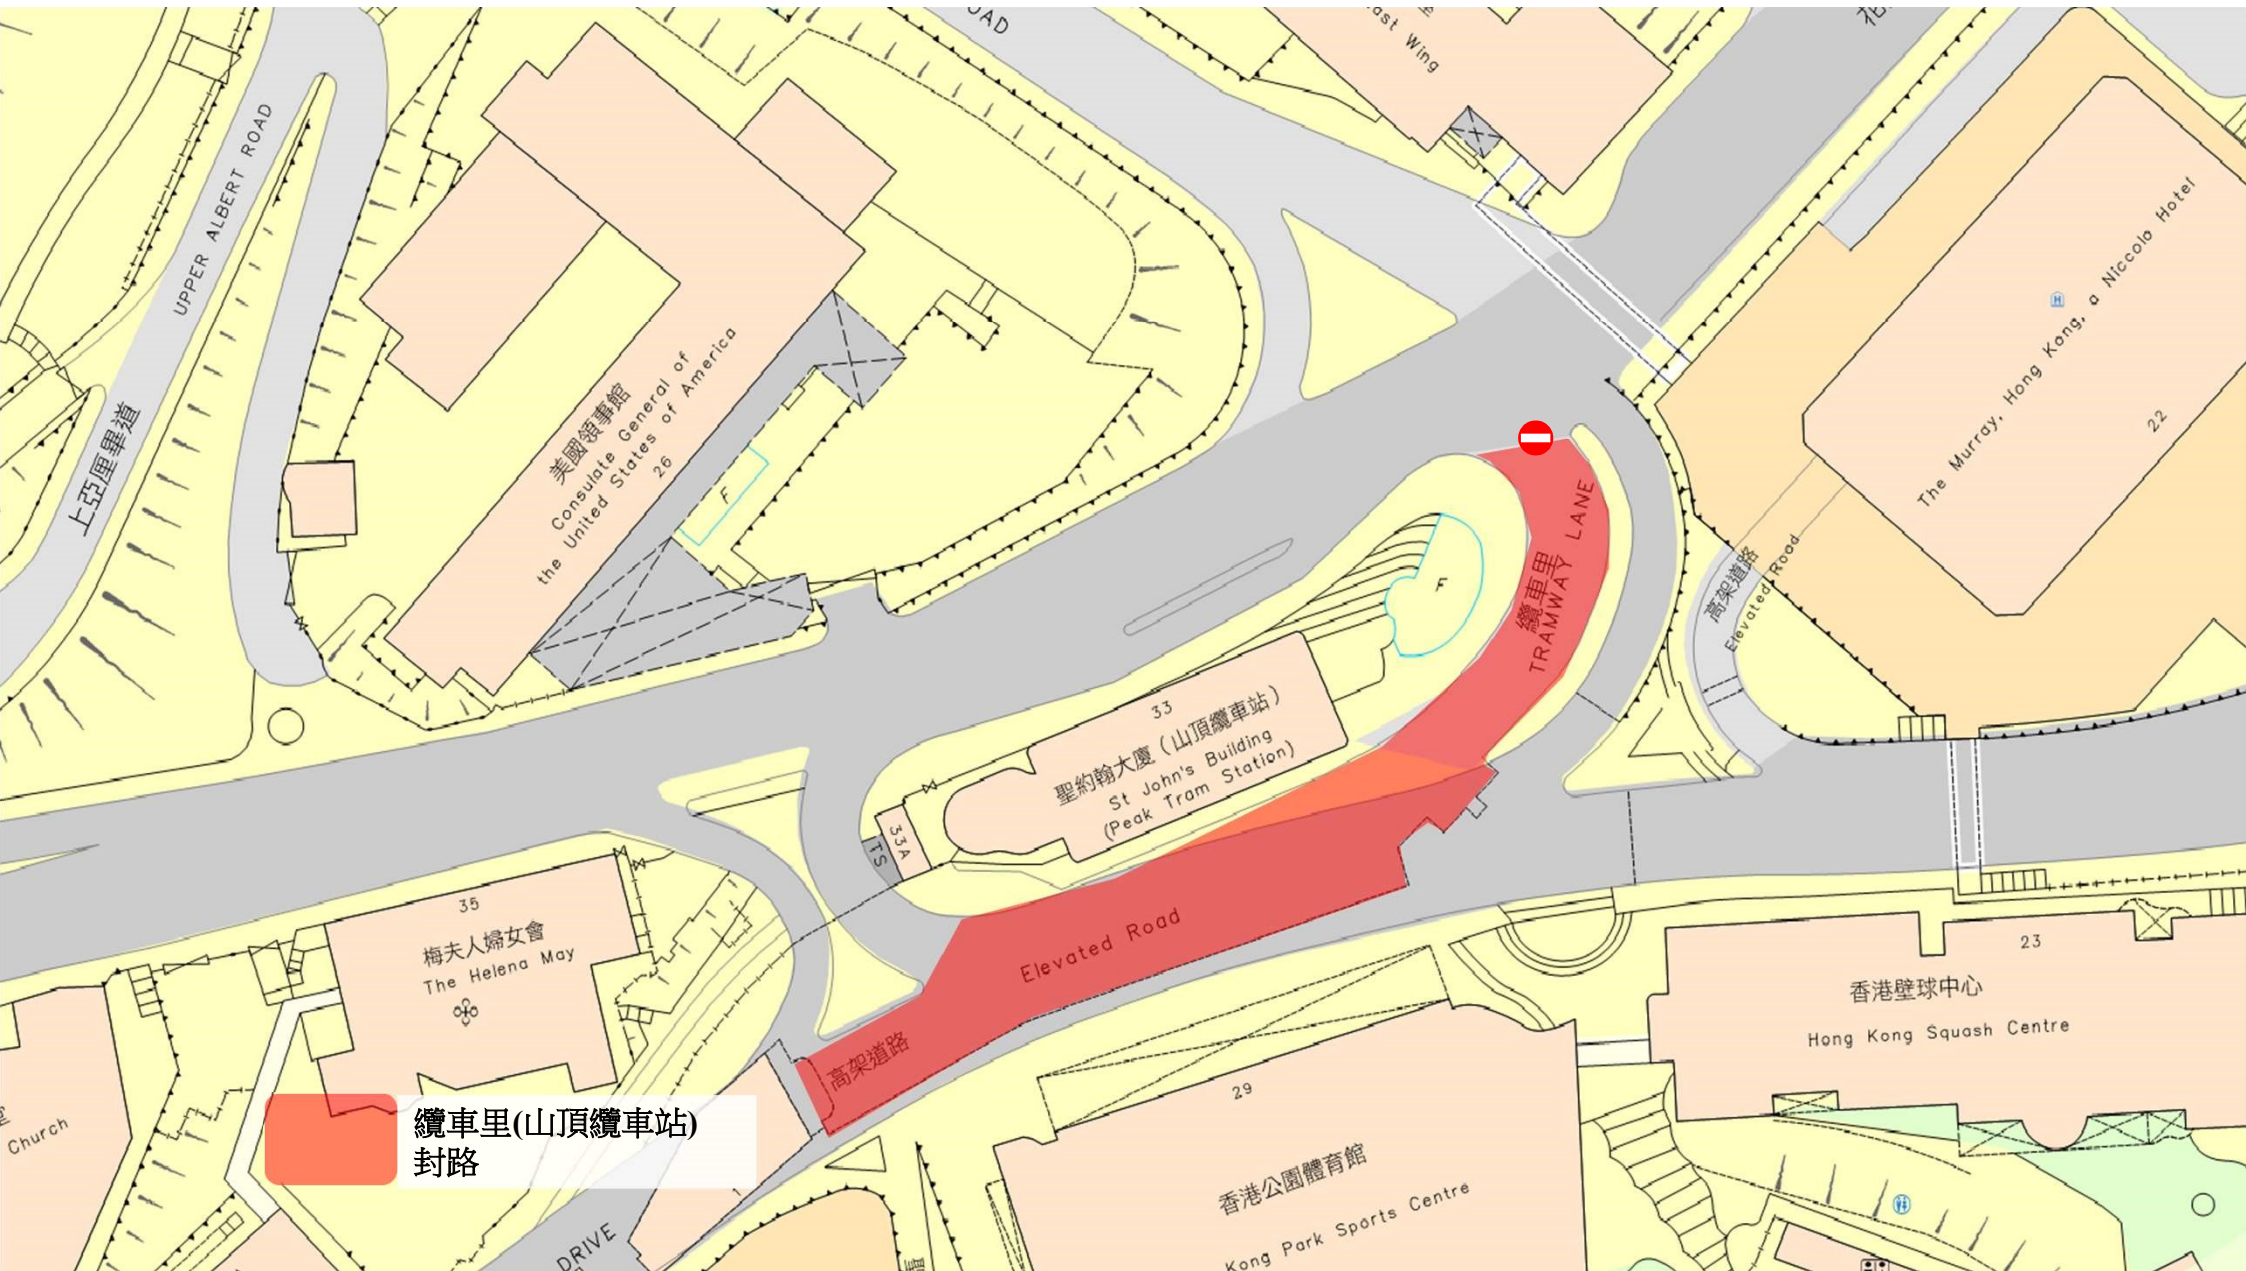 OAD
ast Wing
花
UPPER ALBERT ROAD
上亞厘畢道
美國領事館
Consulate General of
the United States of America
26
F
The Murray, Hong Kong, a Niccolo Hotel
22
H
高架道路
Elevated Road
纜車里
TRAMWAY LANE
F
33
聖約翰大廈（山頂纜車站）
St John's Building
(Peak Tram Station)
33A
TS
35
梅夫人婦女會
The Helena May
Elevated Road
高架道路
23
香港壁球中心
Hong Kong Squash Centre
29
香港公園體育館
Kong Park Sports Centre
Church
DRIVE
纜車里(山頂纜車站)
封路